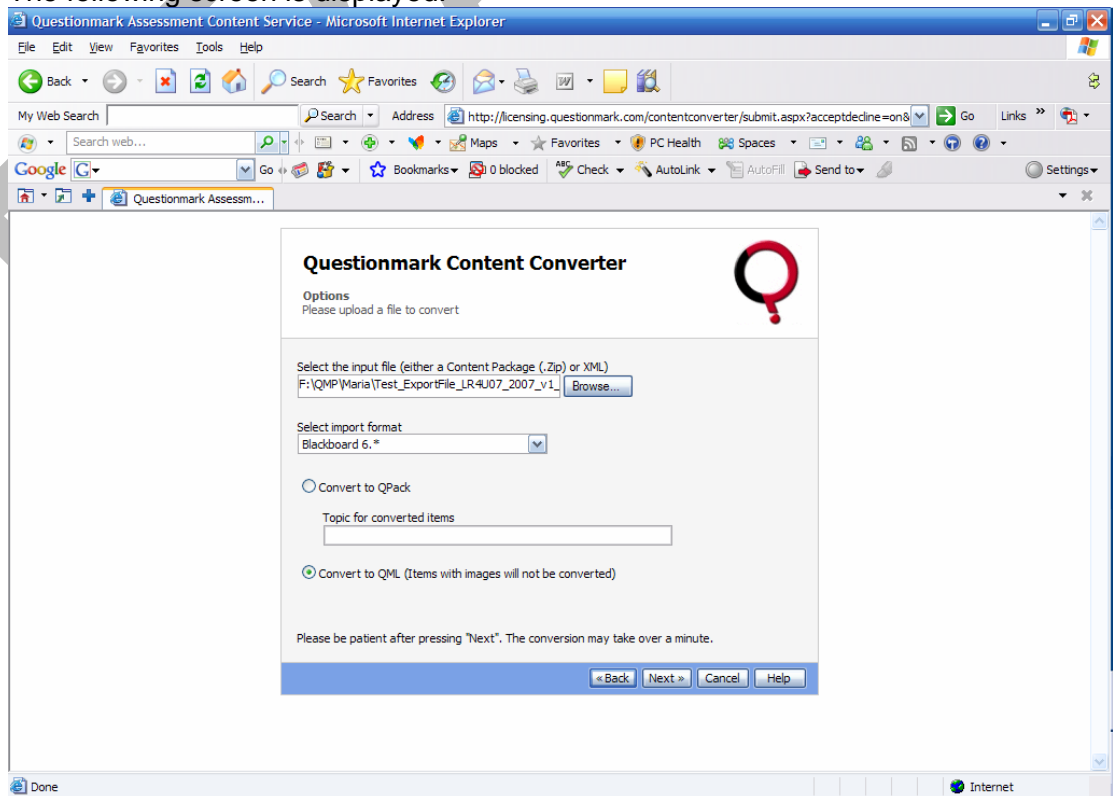 The following screen is displayed.
Questionmark Assessment Content Service - Microsoft Internet Explorer
File Edit View Favorites Tools Help
Back Search Favorites
My Web Search Search Address http://licensing.questionmark.com/contentconverter/submit.aspx?acceptdecline=on& Go Links »
Search web... Maps Favorites PC Health Spaces
Google G Go Bookmarks 0 blocked ABC Check AutoLink AutoFill Send to Settings
Questionmark Assessm...
Questionmark Content Converter
Options
Please upload a file to convert
Select the input file (either a Content Package (.Zip) or XML)
F:\QMP\Maria\Test_ExportFile_LR4U07_2007_v1_ Browse...
Select import format
Blackboard 6.*
Convert to QPack
Topic for converted items
Convert to QML (Items with images will not be converted)
Please be patient after pressing "Next". The conversion may take over a minute.
« Back Next » Cancel Help
Done Internet